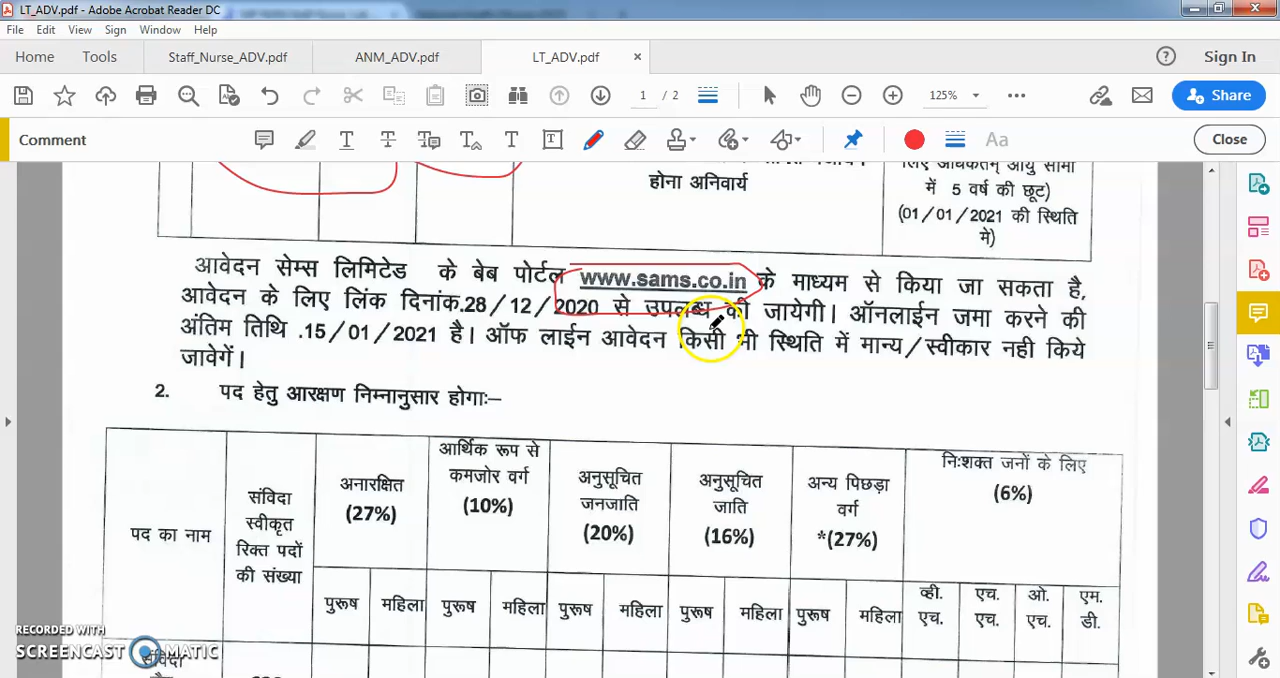 LT_ADV.pdf - Adobe Acrobat Reader DC
File Edit View Sign Window Help
Home Tools Staff_Nurse_ADV.pdf ANM_ADV.pdf LT_ADV.pdf × ? Sign In
1 / 2 125% Share
Comment Close
होना अनिवार्य
लिए अधिकतम् आयु सीमा
में 5 वर्ष की छूट)
(01/01/2021 की स्थिति
में)
आवेदन सेम्स लिमिटेड के बेब पोर्टल www.sams.co.in के माध्यम से किया जा सकता है,
आवेदन के लिए लिंक दिनांक.28/12/2020 से उपलब्ध की जायेगी। ऑनलाईन जमा करने की
अंतिम तिथि .15/01/2021 है। ऑफ लाईन आवेदन किसी भी स्थिति में मान्य/स्वीकार नही किये
जावेगें।
2. पद हेतु आरक्षण निम्नानुसार होगाः–
पद का नाम
संविदा
स्वीकृत
रिक्त पदों
की संख्या
अनारक्षित
(27%)
आर्थिक रूप से
कमजोर वर्ग
(10%)
अनुसूचित
जनजाति
(20%)
अनुसूचित
जाति
(16%)
अन्य पिछड़ा
वर्ग
*(27%)
निःशक्त जनों के लिए
(6%)
पुरूष महिला पुरूष महिला पुरूष महिला पुरूष महिला पुरूष महिला
व्ही.
एच.
एच.
एच.
ओ.
एच.
एम.
डी.
संविदा
RECORDED WITH
SCREENCAST MATIC